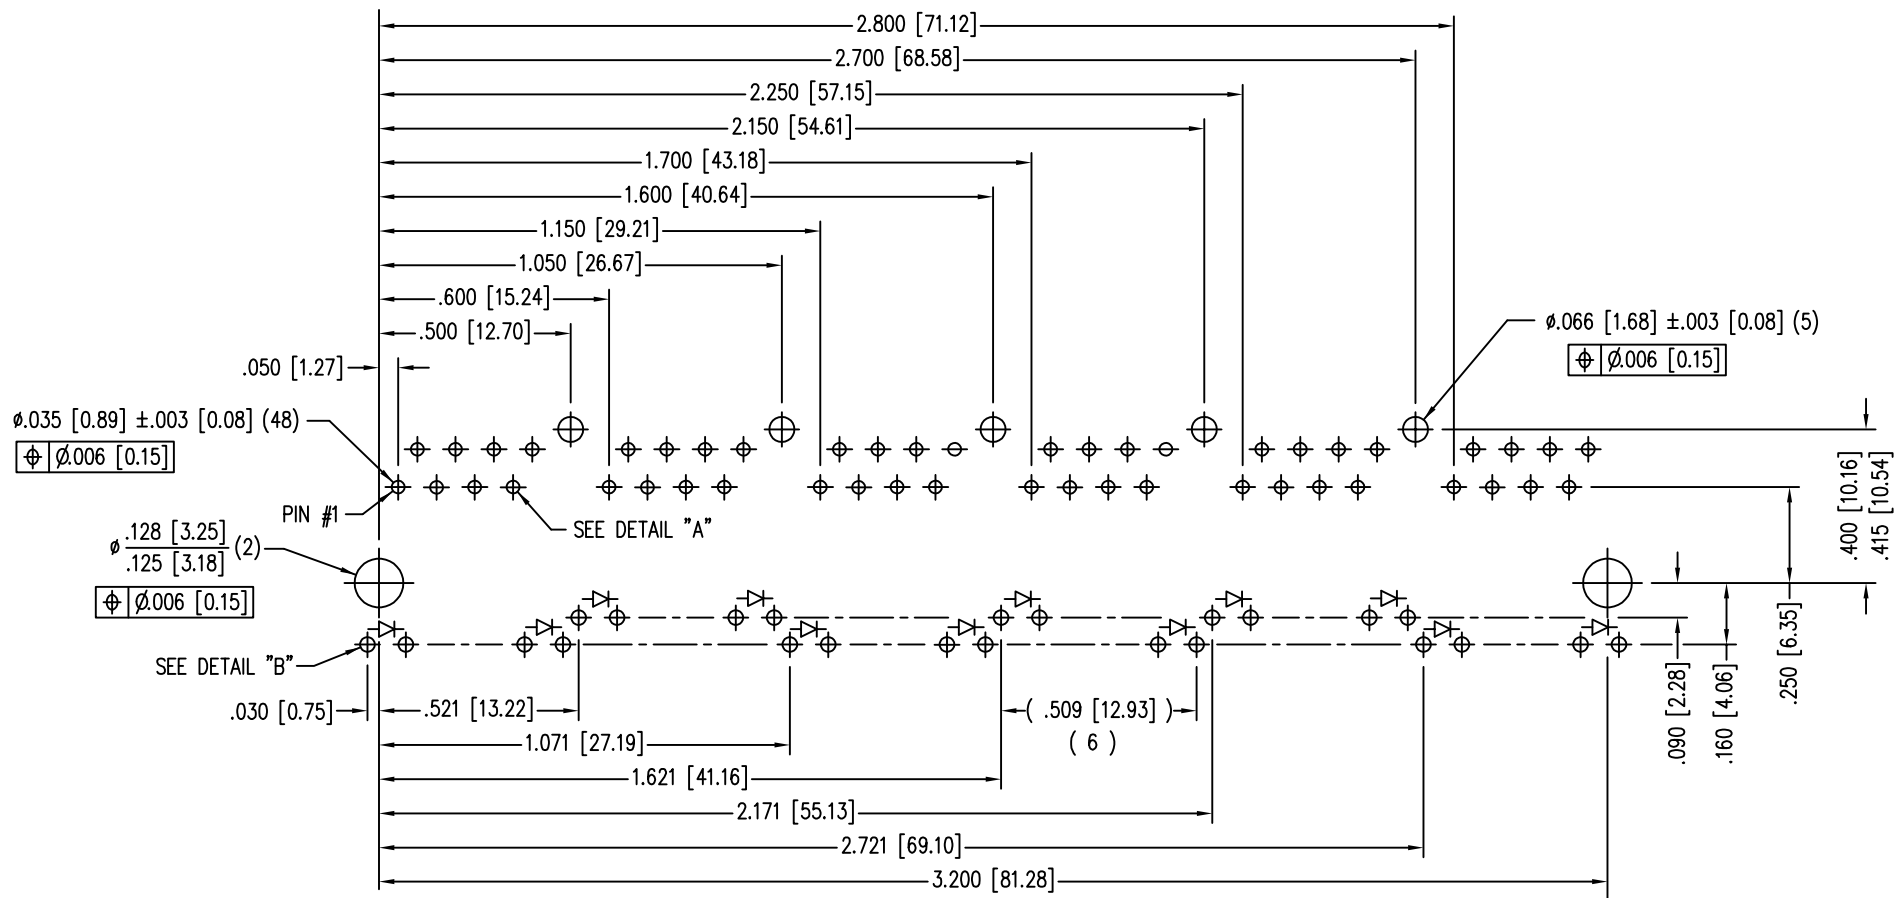 2.800 [71.12]
2.700 [68.58]
2.250 [57.15]
2.150 [54.61]
1.700 [43.18]
1.600 [40.64]
1.150 [29.21]
1.050 [26.67]
.600 [15.24]
.500 [12.70]
.050 [1.27]
ø.066 [1.68] ±.003 [0.08] (5)
⌖ Ø.006 [0.15]
ø.035 [0.89] ±.003 [0.08] (48)
⌖ Ø.006 [0.15]
PIN #1
SEE DETAIL "A"
ø .128 [3.25]
.125 [3.18] (2)
⌖ Ø.006 [0.15]
SEE DETAIL "B"
.400 [10.16]
.415 [10.54]
.250 [6.35]
.090 [2.28]
.160 [4.06]
.030 [0.75]
.521 [13.22]
( .509 [12.93] )
( 6 )
1.071 [27.19]
1.621 [41.16]
2.171 [55.13]
2.721 [69.10]
3.200 [81.28]